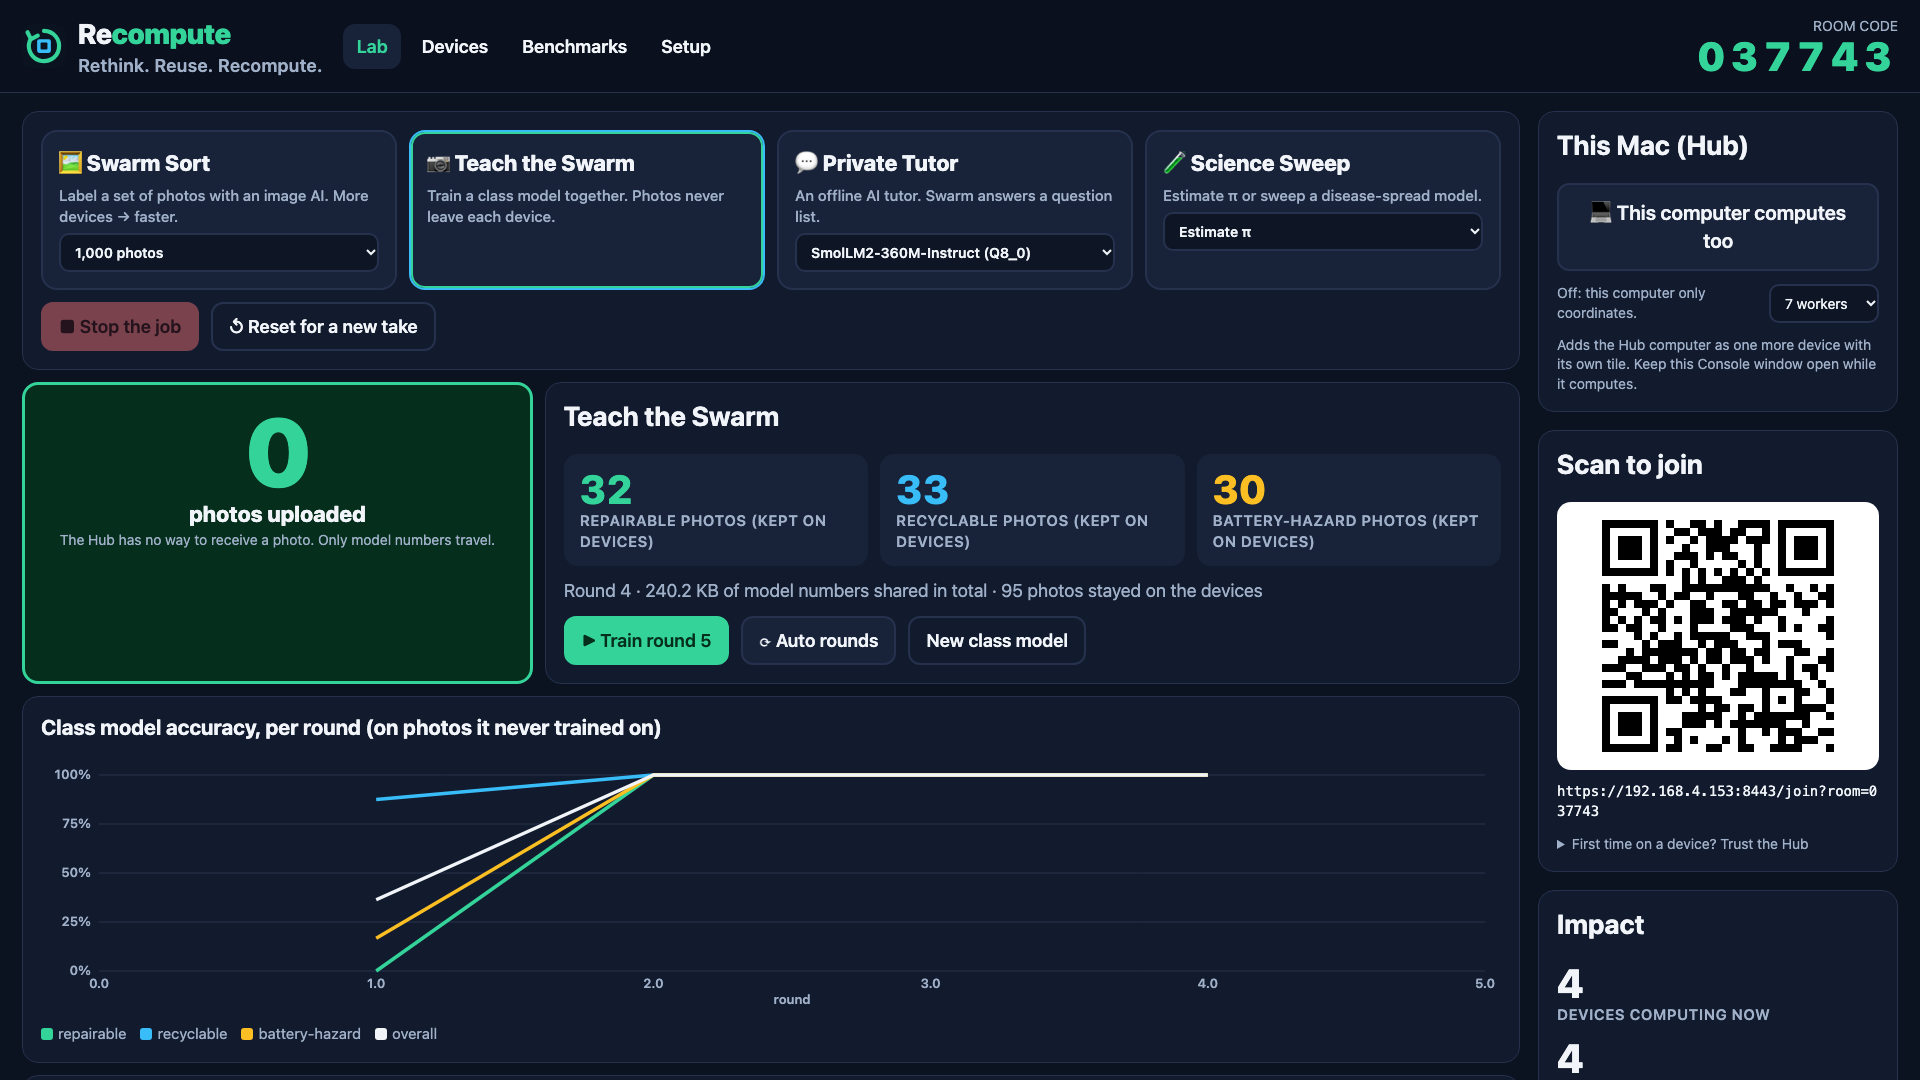 Recompute
Rethink. Reuse. Recompute.
Lab
Devices
Benchmarks
Setup
ROOM CODE
037743
Swarm Sort
Label a set of photos with an image AI. More
devices → faster.
1,000 photos
Teach the Swarm
Train a class model together. Photos never
leave each device.
Private Tutor
An offline AI tutor. Swarm answers a question
list.
SmolLM2-360M-Instruct (Q8_0)
Science Sweep
Estimate π or sweep a disease-spread model.
Estimate π
Stop the job
Reset for a new take
0
photos uploaded
The Hub has no way to receive a photo. Only model numbers travel.
Teach the Swarm
32
REPAIRABLE PHOTOS (KEPT ON
DEVICES)
33
RECYCLABLE PHOTOS (KEPT ON
DEVICES)
30
BATTERY-HAZARD PHOTOS (KEPT
ON DEVICES)
Round 4 · 240.2 KB of model numbers shared in total · 95 photos stayed on the devices
Train round 5
Auto rounds
New class model
Class model accuracy, per round (on photos it never trained on)
100%
75%
50%
25%
0%
0.0
1.0
2.0
3.0
4.0
5.0
round
repairable
recyclable
battery-hazard
overall
This Mac (Hub)
This computer computes
too
Off: this computer only
coordinates.
7 workers
Adds the Hub computer as one more device with
its own tile. Keep this Console window open while
it computes.
Scan to join
https://192.168.4.153:8443/join?room=0
37743
First time on a device? Trust the Hub
Impact
4
DEVICES COMPUTING NOW
4